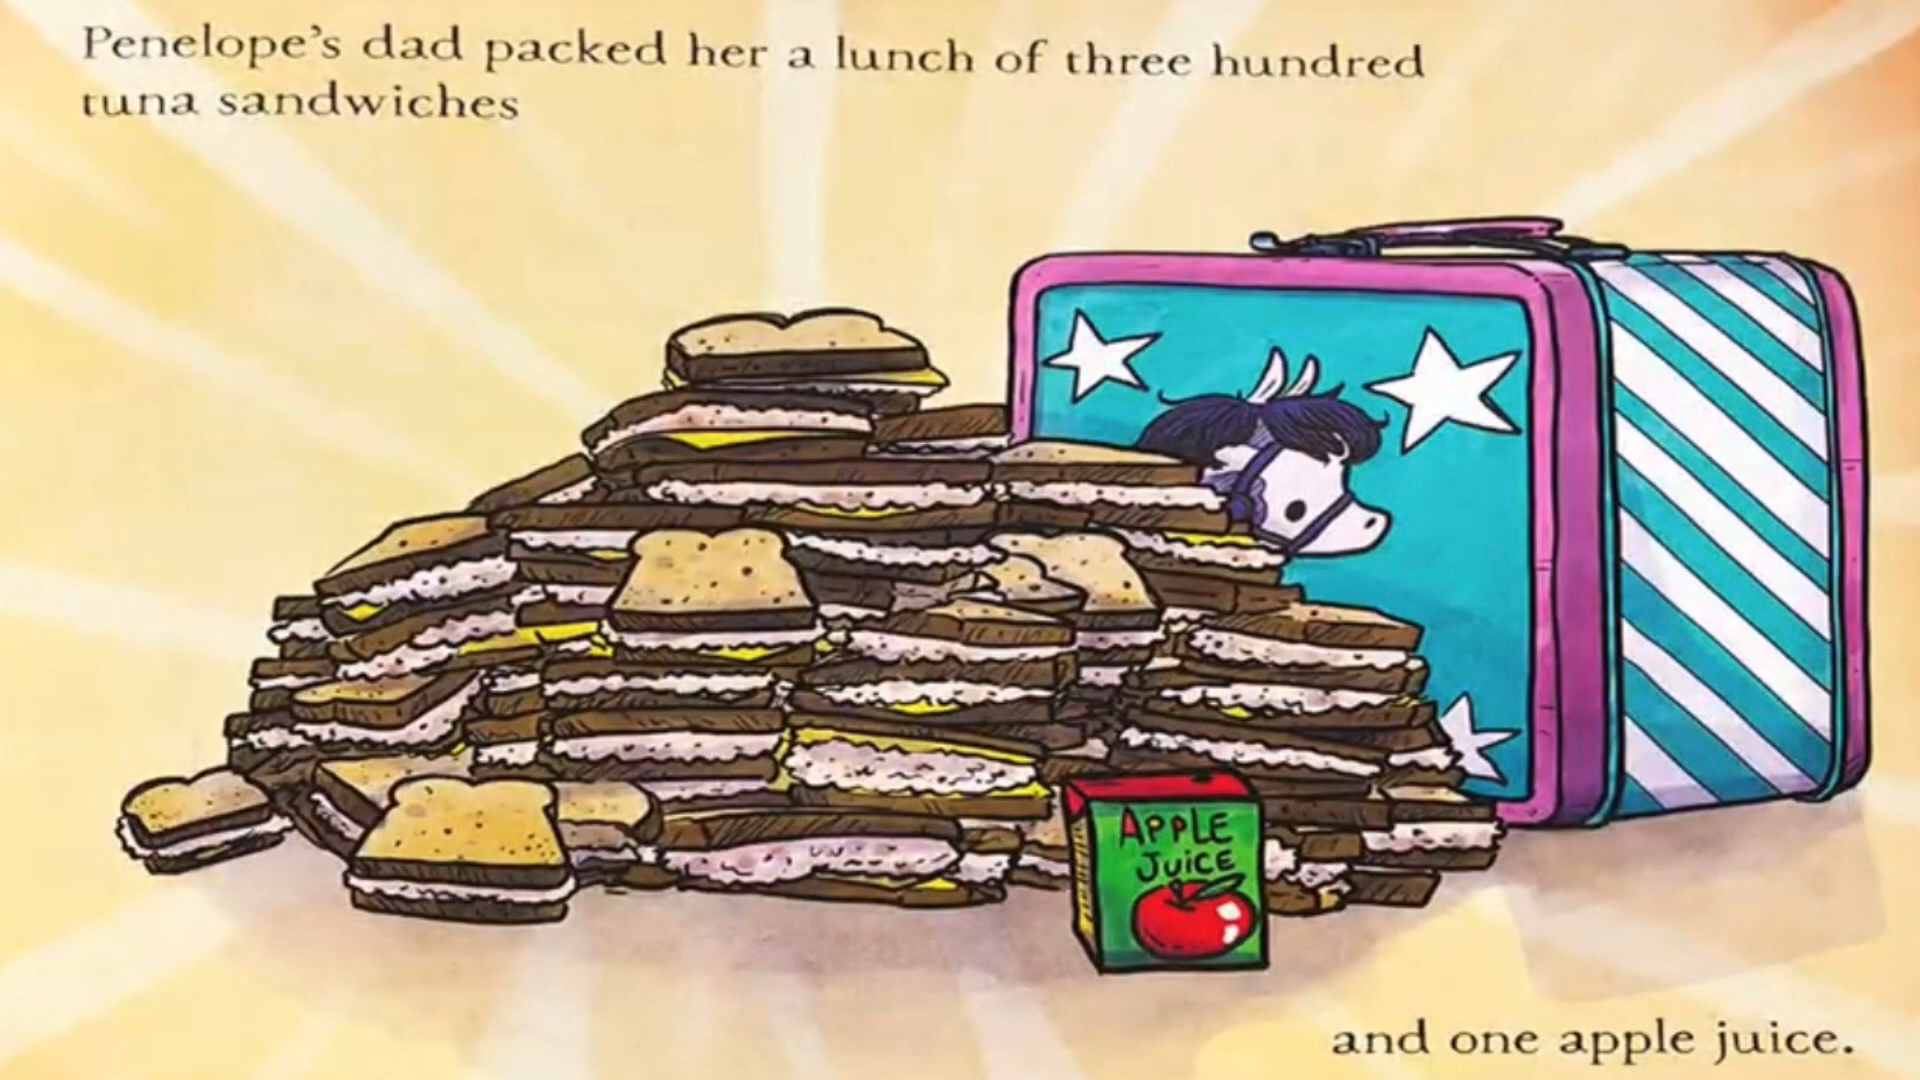 Penelope's dad packed her a lunch of three hundred
tuna sandwiches
APPLE
JUiCE
and one apple juice.